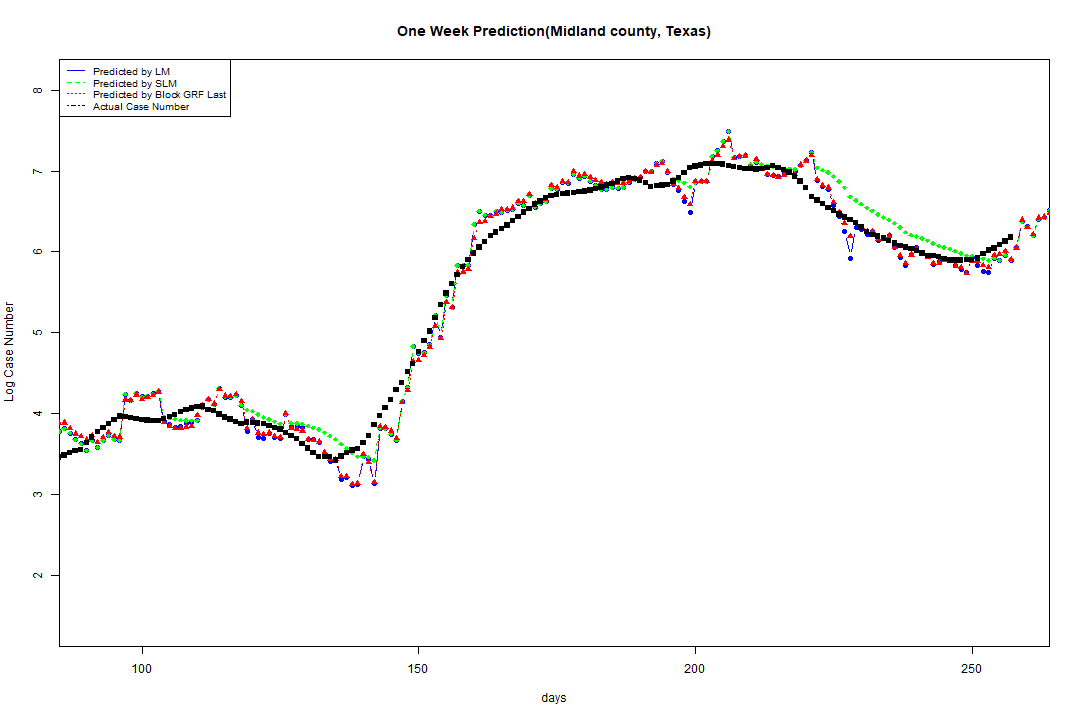 One Week Prediction(Midland county, Texas)
Predicted by LM
Predicted by SLM
Predicted by Block GRF Last
Actual Case Number
8
7
6
5
4
3
2
Log Case Number
100
150
200
250
days